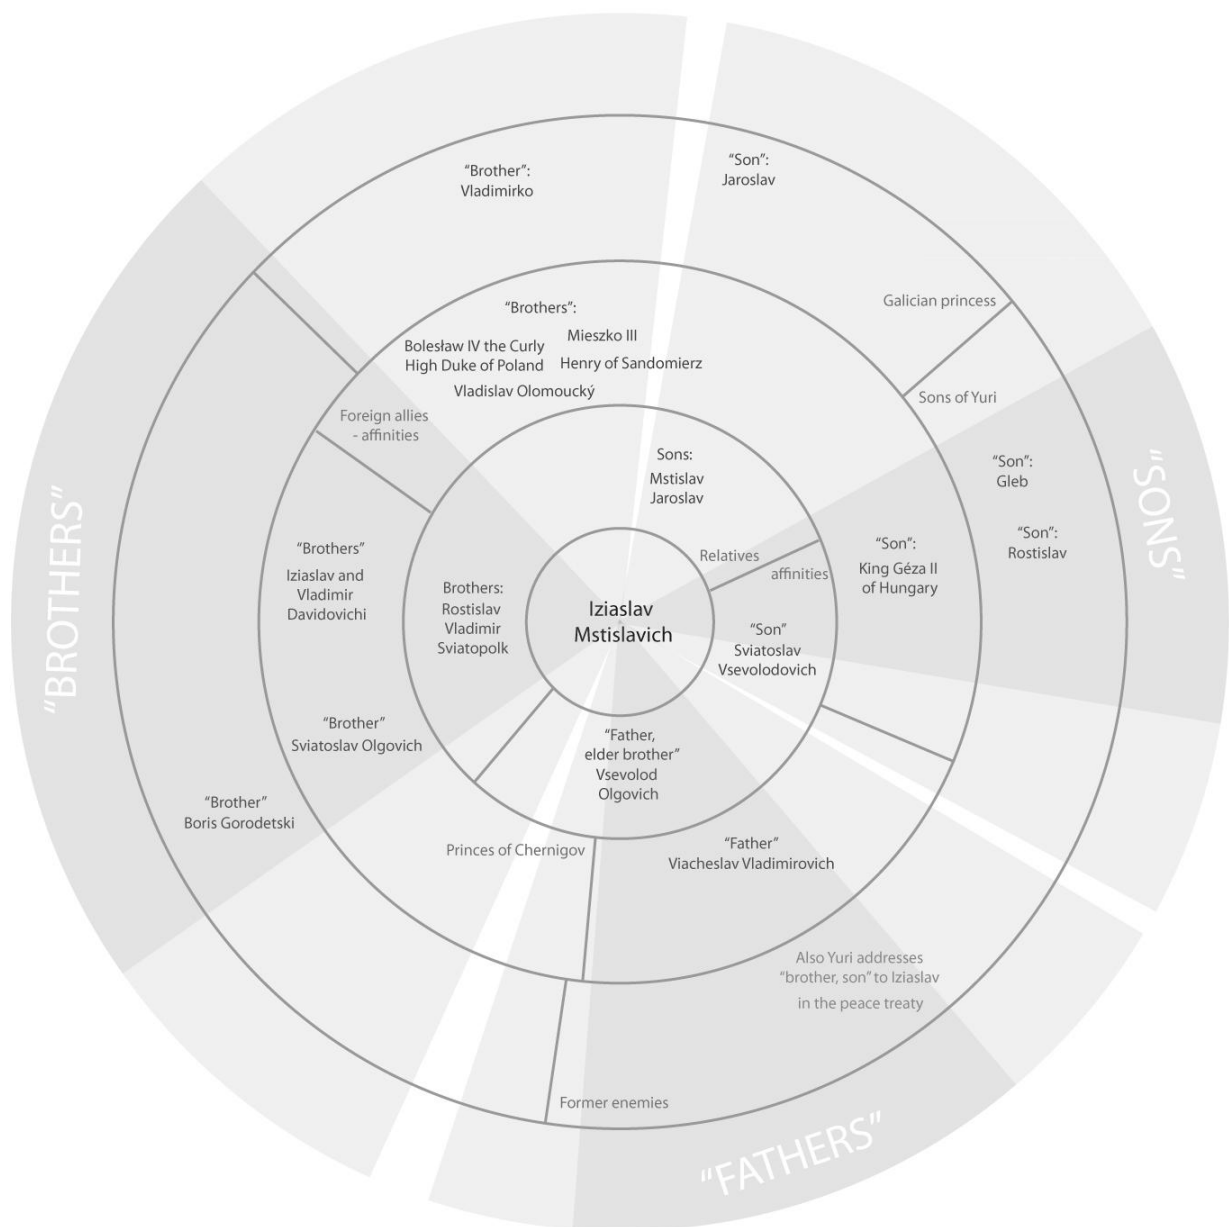 “Brother”:
Vladimirko
“Son”:
Jaroslav
Galician princess
“Brothers”:
Mieszko III
Bolesław IV the Curly
High Duke of Poland
Henry of Sandomierz
Vladislav Olomoucký
Sons of Yuri
Foreign allies
- affinities
Sons:
Mstislav
Jaroslav
“Son”:
Gleb
“Son”:
Rostislav
“SONS”
“BROTHERS”
“Brothers”
Iziaslav and
Vladimir
Davidovichi
Brothers:
Rostislav
Vladimir
Sviatopolk
Relatives
affinities
“Son”:
King Géza II
of Hungary
Iziaslav
Mstislavich
“Son”
Sviatoslav
Vsevolodovich
“Brother”
Sviatoslav Olgovich
“Father,
elder brother”
Vsevolod
Olgovich
“Brother”
Boris Gorodetski
Princes of Chernigov
“Father”
Viacheslav Vladimirovich
Also Yuri addresses
“brother, son” to Iziaslav
in the peace treaty
Former enemies
“FATHERS”